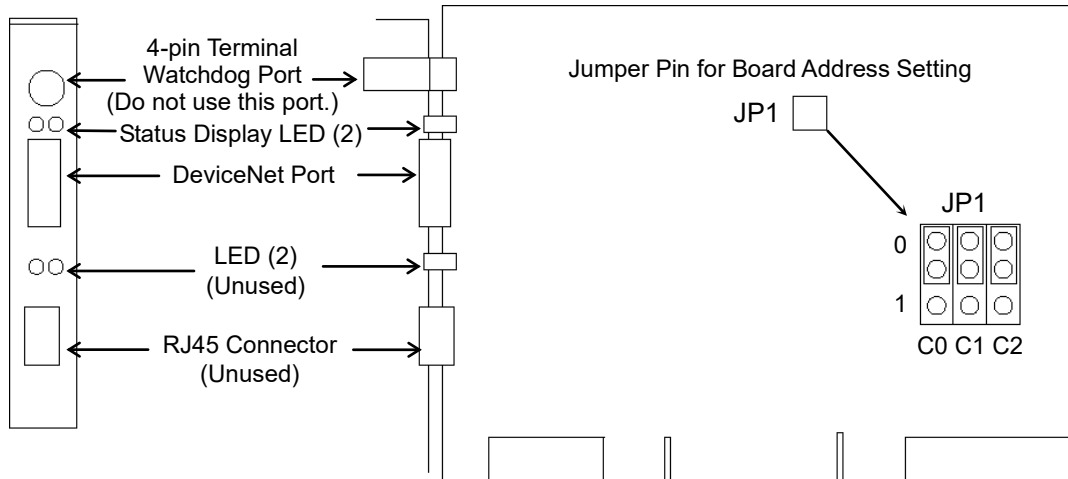 4-pin Terminal
Watchdog Port
(Do not use this port.)
Status Display LED (2)
DeviceNet Port
LED (2)
(Unused)
RJ45 Connector
(Unused)
Jumper Pin for Board Address Setting
JP1
JP1
0
1
C0 C1 C2